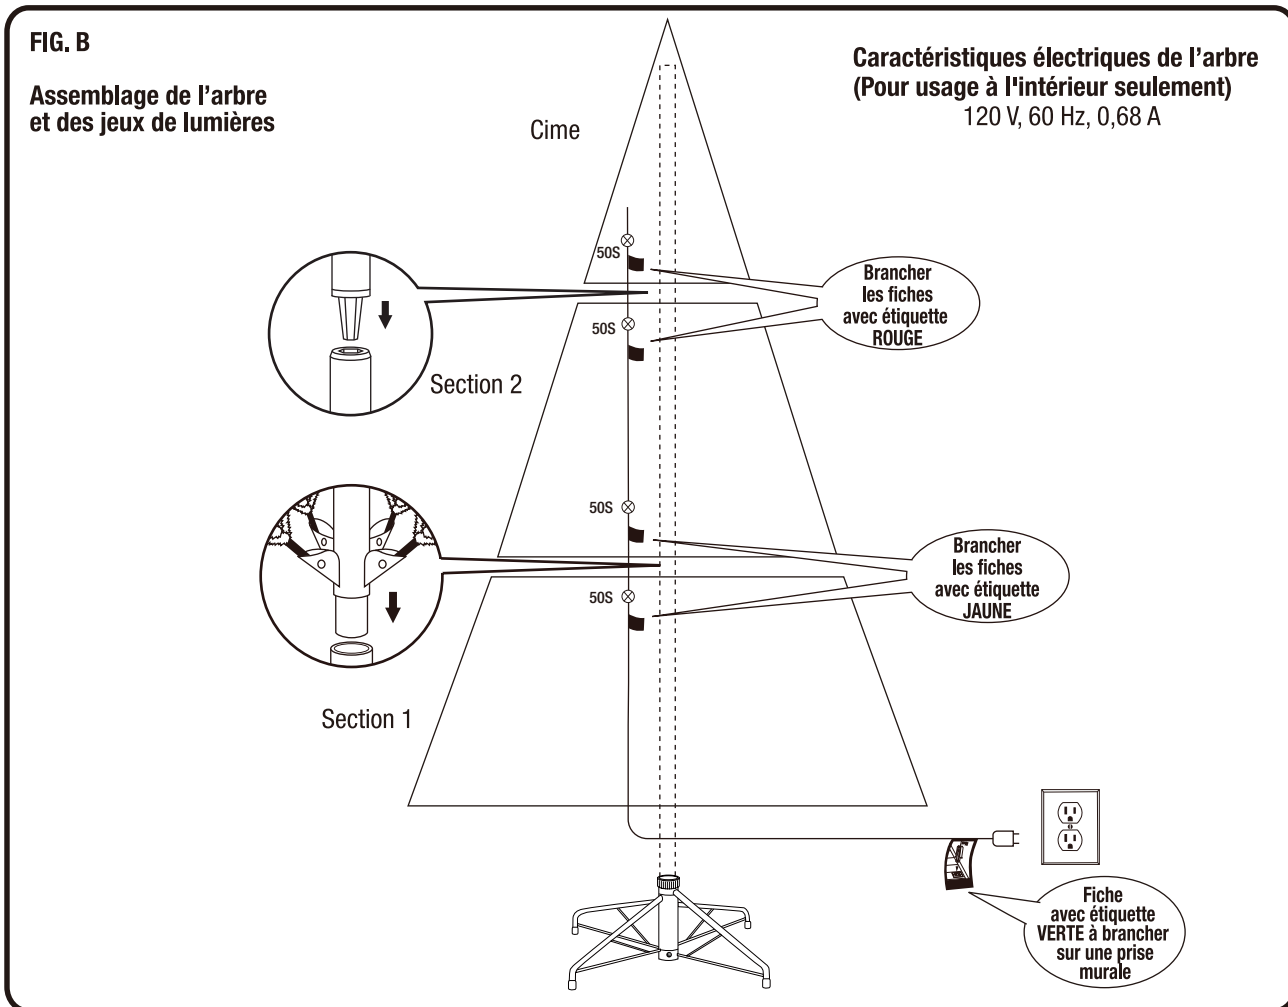 FIG. B
Assemblage de l’arbre
et des jeux de lumières
Caractéristiques électriques de l’arbre
(Pour usage à l'intérieur seulement)
120 V, 60 Hz, 0,68 A
Cime
50S
Brancher
les fiches
avec étiquette
ROUGE
50S
Section 2
50S
Brancher
les fiches
avec étiquette
JAUNE
50S
Section 1
Fiche
avec étiquette
VERTE à brancher
sur une prise
murale